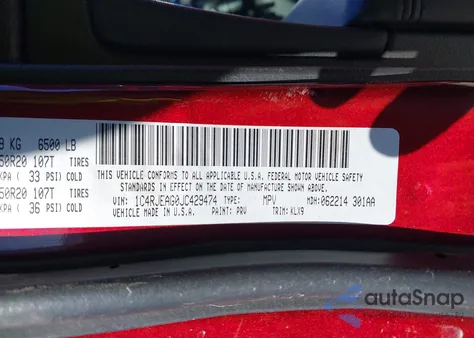 9 KG 6500 LB
50R20 107T TIRES
KPA ( 33 PSI) COLD
50R20 107T TIRES
KPA ( 36 PSI) COLD
THIS VEHICLE CONFORMS TO ALL APPLICABLE U.S.A. FEDERAL MOTOR VEHICLE SAFETY
STANDARDS IN EFFECT ON THE DATE OF MANUFACTURE SHOWN ABOVE.
VIN: 1C4RJEAG0JC429474 TYPE: MPV MDH: 062214 301AA
MADE IN U.S.A. PAINT: PRV TRIM: KLX9
autoSnap